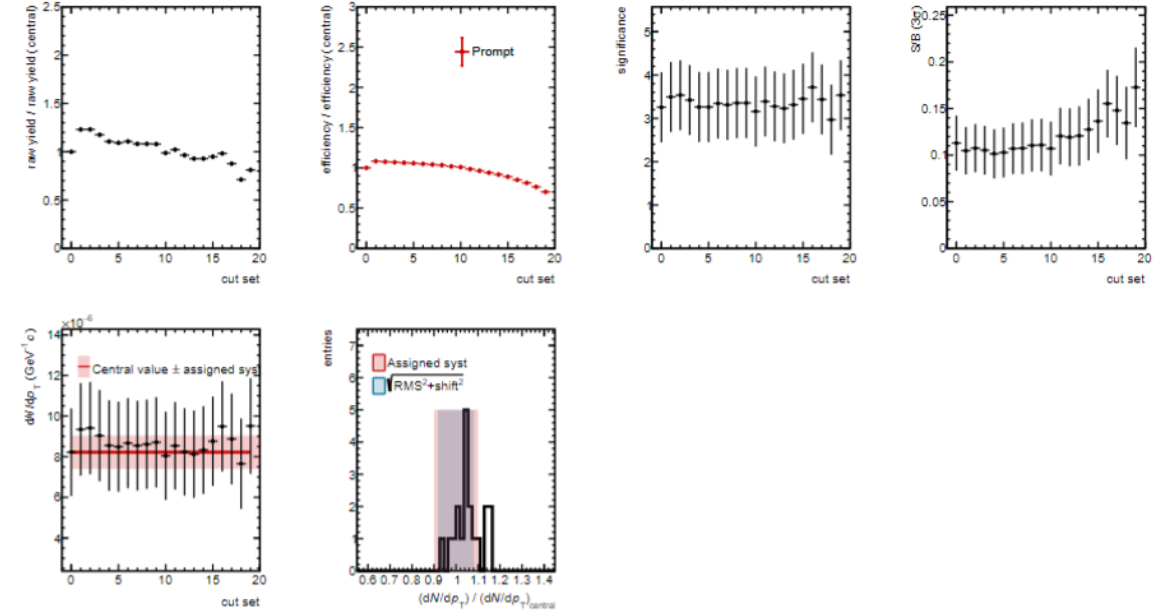 raw yield / raw yield (central)
2.5
2
1.5
1
0.5
0
0 5 10 15 20
cut set
efficiency / efficiency (central)
3
2.5
2
1.5
1
0.5
0
Prompt
0 5 10 15 20
cut set
significance
5
4
3
2
1
0
0 5 10 15 20
cut set
S/B (3σ)
0.25
0.2
0.15
0.1
0.05
0
0 5 10 15 20
cut set
dN/dp_T (GeV⁻¹ c)
×10⁻⁶
14
12
10
8
6
4
Central value ± assigned syst
0 5 10 15 20
cut set
entries
7
6
5
4
3
2
1
0
Assigned syst
√RMS²+shift²
0.6 0.7 0.8 0.9 1 1.1 1.2 1.3 1.4
(dN/dp_T) / (dN/dp_T)_central